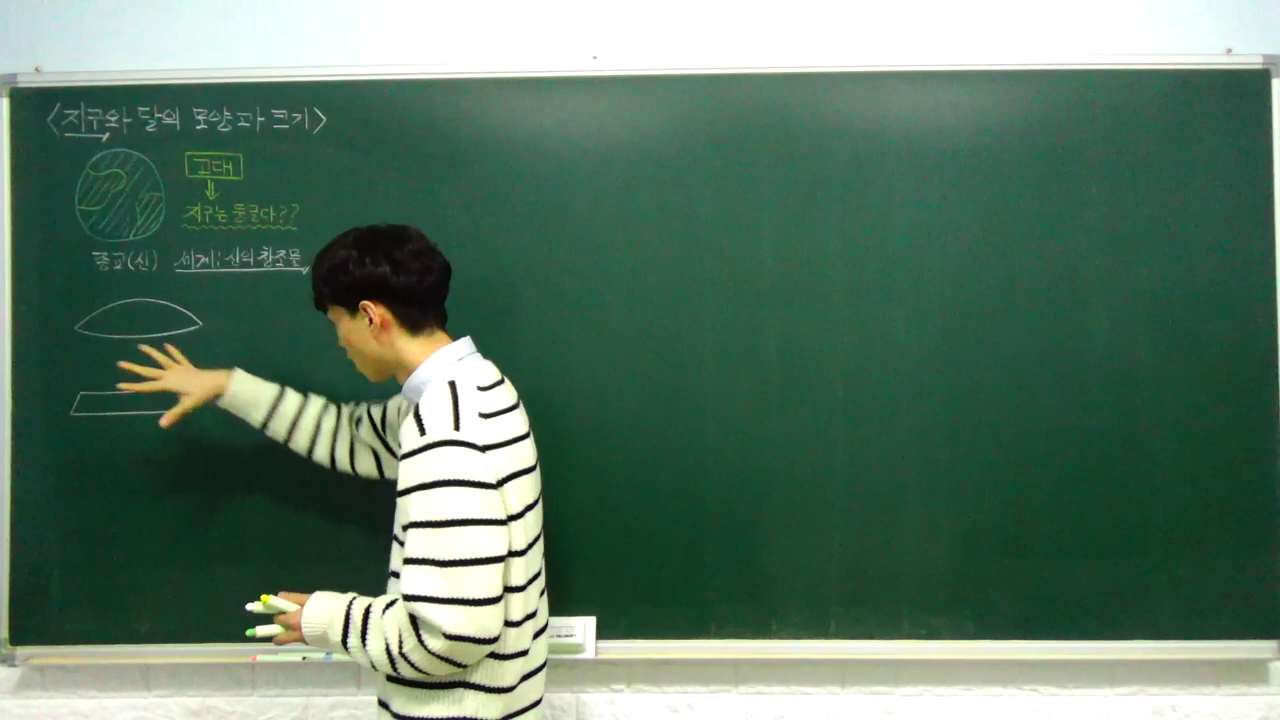 <지구와 달의 모양과 크기>
고대
⇓
지구는 둥글다??
종교(신) 세계:신의 창조물